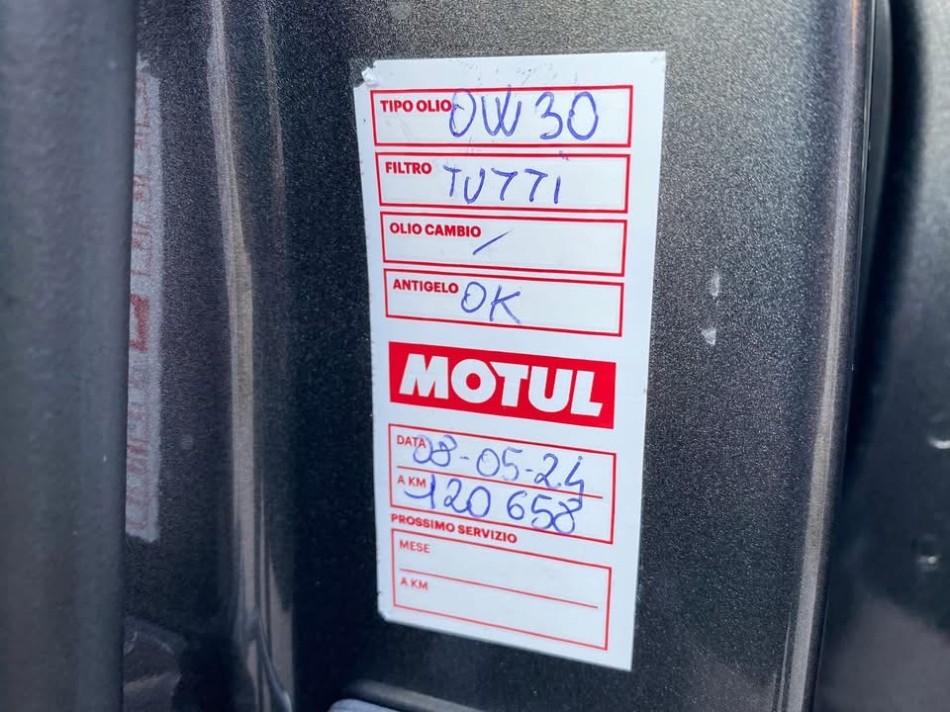 TIPO OLIO 0W30
FILTRO TUTTI
OLIO CAMBIO /
ANTIGELO OK
MOTUL
DATA 08-05-24
A KM 120 658
PROSSIMO SERVIZIO
MESE
A KM